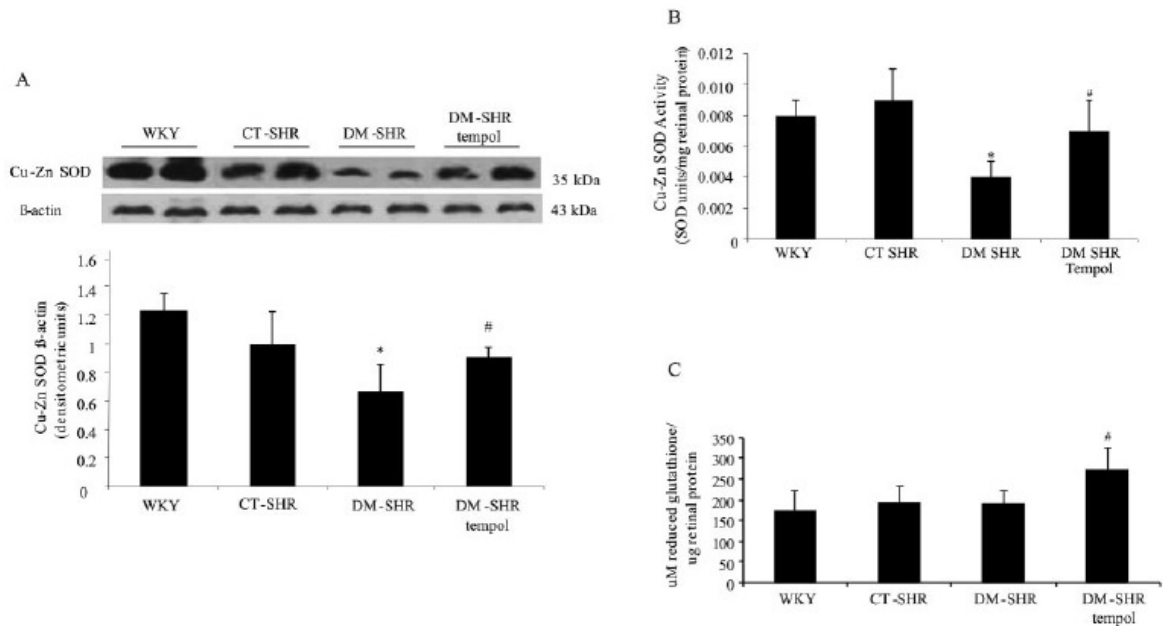 A
WKY CT-SHR DM-SHR DM-SHR
tempol
Cu-Zn SOD
35 kDa
ß-actin
43 kDa
1.6
1.4
1.2
1
0.8
0.6
0.4
0.2
0
Cu-Zn SOD ß-actin
(densitometric units)
*
#
WKY CT-SHR DM-SHR DM-SHR
tempol
B
0.012
0.010
0.008
0.006
0.004
0.002
0
Cu-Zn SOD Activity
(SOD units/mg retinal protein)
*
#
WKY CT SHR DM SHR DM SHR
Tempol
C
350
300
250
200
150
100
50
0
uM reduced glutathione/
ug retinal protein
#
WKY CT-SHR DM-SHR DM-SHR
tempol